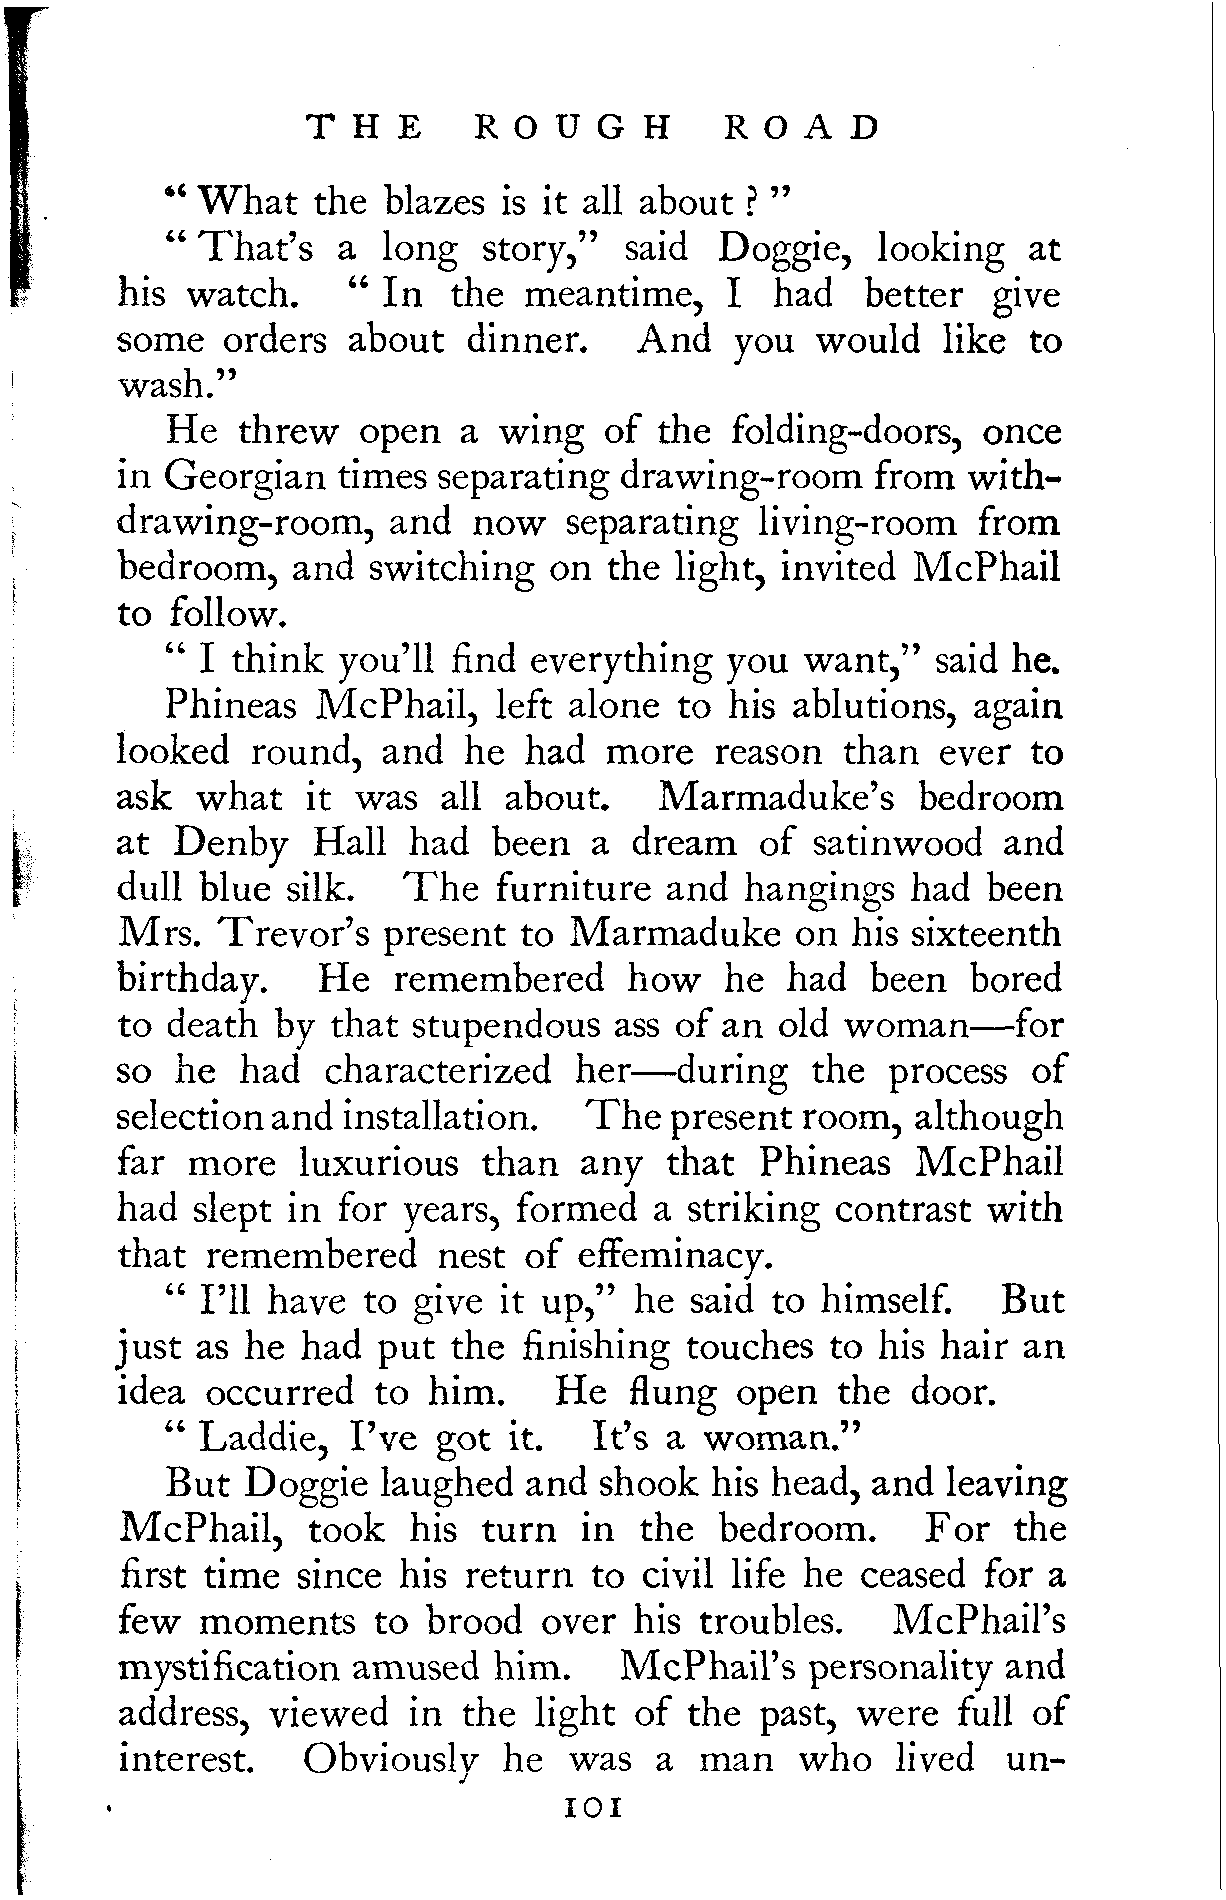 THE ROUGH ROAD
“ What the blazes is it all about ? ”
“ That’s a long story,” said Doggie, looking at
his watch. “ In the meantime, I had better give
some orders about dinner. And you would like to
wash.”
He threw open a wing of the folding-doors, once
in Georgian times separating drawing-room from with-
drawing-room, and now separating living-room from
bedroom, and switching on the light, invited McPhail
to follow.
“ I think you’ll find everything you want,” said he.
Phineas McPhail, left alone to his ablutions, again
looked round, and he had more reason than ever to
ask what it was all about. Marmaduke’s bedroom
at Denby Hall had been a dream of satinwood and
dull blue silk. The furniture and hangings had been
Mrs. Trevor’s present to Marmaduke on his sixteenth
birthday. He remembered how he had been bored
to death by that stupendous ass of an old woman—for
so he had characterized her—during the process of
selection and installation. The present room, although
far more luxurious than any that Phineas McPhail
had slept in for years, formed a striking contrast with
that remembered nest of effeminacy.
“ I’ll have to give it up,” he said to himself. But
just as he had put the finishing touches to his hair an
idea occurred to him. He flung open the door.
“ Laddie, I’ve got it. It’s a woman.”
But Doggie laughed and shook his head, and leaving
McPhail, took his turn in the bedroom. For the
first time since his return to civil life he ceased for a
few moments to brood over his troubles. McPhail’s
mystification amused him. McPhail’s personality and
address, viewed in the light of the past, were full of
interest. Obviously he was a man who lived un-
101